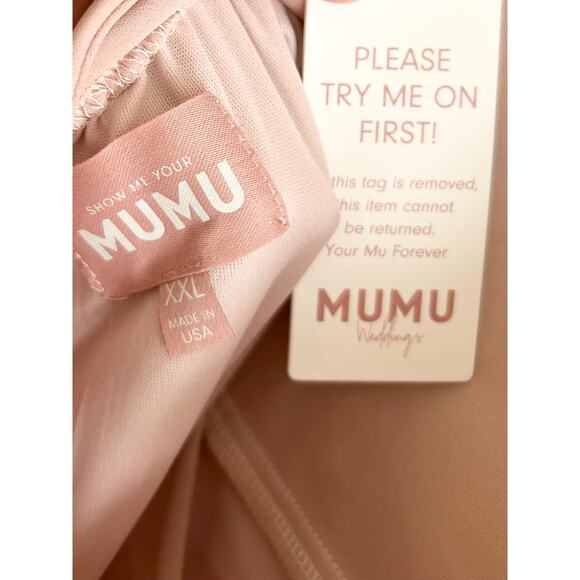 SHOW ME YOUR
MUMU
XXL
MADE IN
USA
PLEASE
TRY ME ON
FIRST!
this tag is removed,
his item cannot
be returned.
Your Mu Forever
MUMU
Weddings